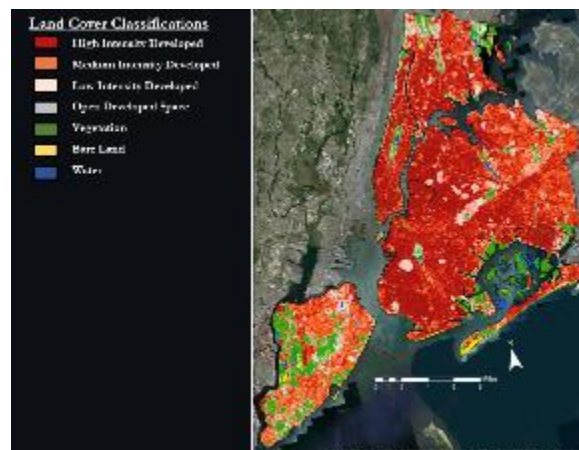 Land Cover Classifications
High Intensity Developed
Medium Intensity Developed
Low Intensity Developed
Open Developed Space
Vegetation
Bare Land
Water